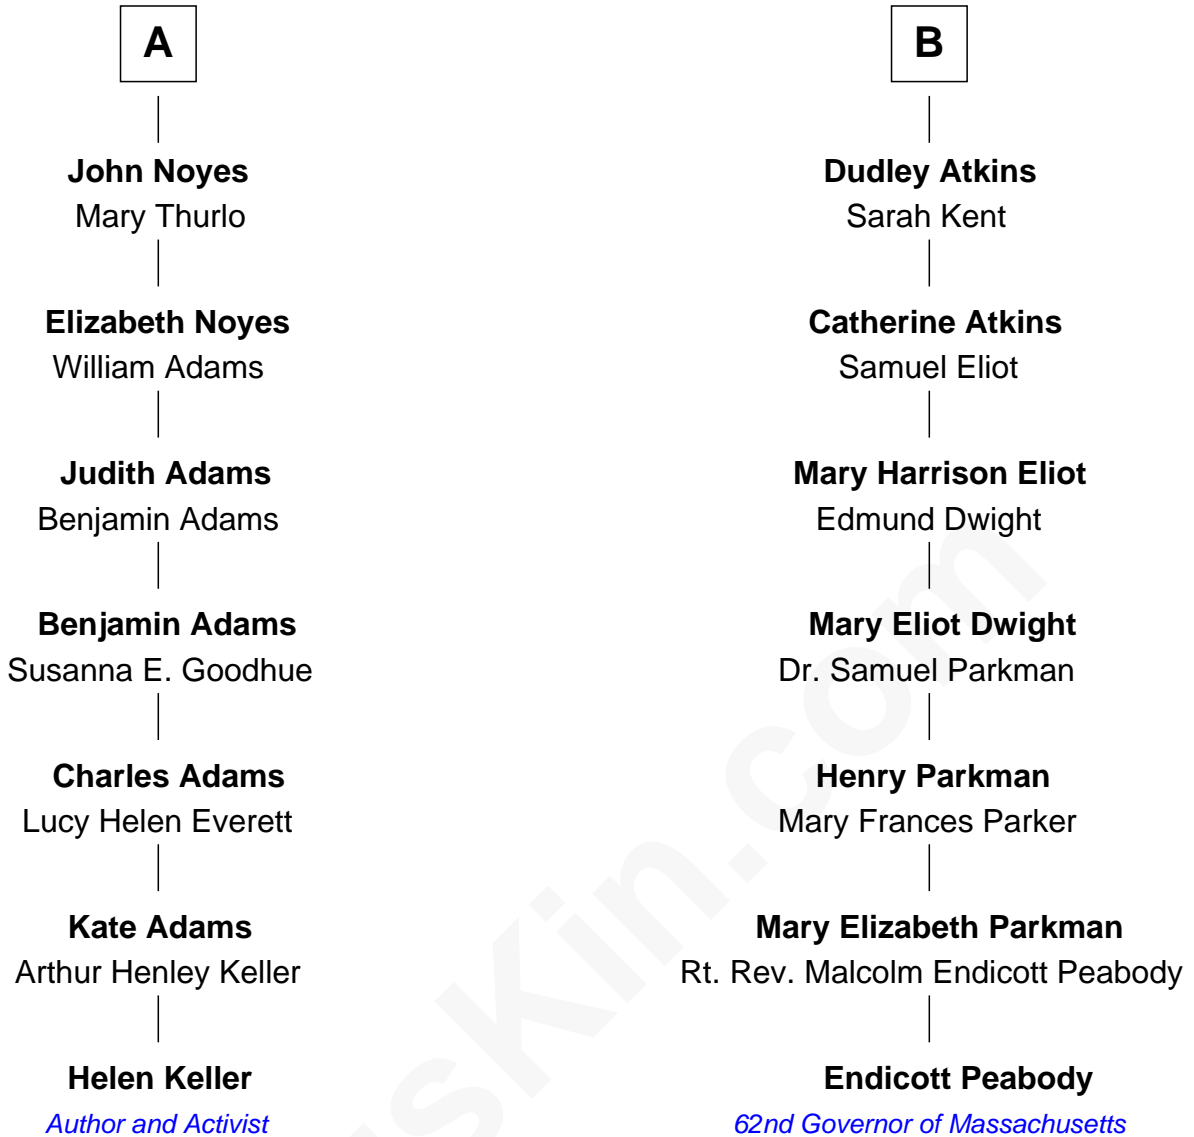 A
John Noyes
Mary Thurlo
Elizabeth Noyes
William Adams
Judith Adams
Benjamin Adams
Benjamin Adams
Susanna E. Goodhue
Charles Adams
Lucy Helen Everett
Kate Adams
Arthur Henley Keller
Helen Keller
Author and Activist
B
Dudley Atkins
Sarah Kent
Catherine Atkins
Samuel Eliot
Mary Harrison Eliot
Edmund Dwight
Mary Eliot Dwight
Dr. Samuel Parkman
Henry Parkman
Mary Frances Parker
Mary Elizabeth Parkman
Rt. Rev. Malcolm Endicott Peabody
Endicott Peabody
62nd Governor of Massachusetts
sKin.com